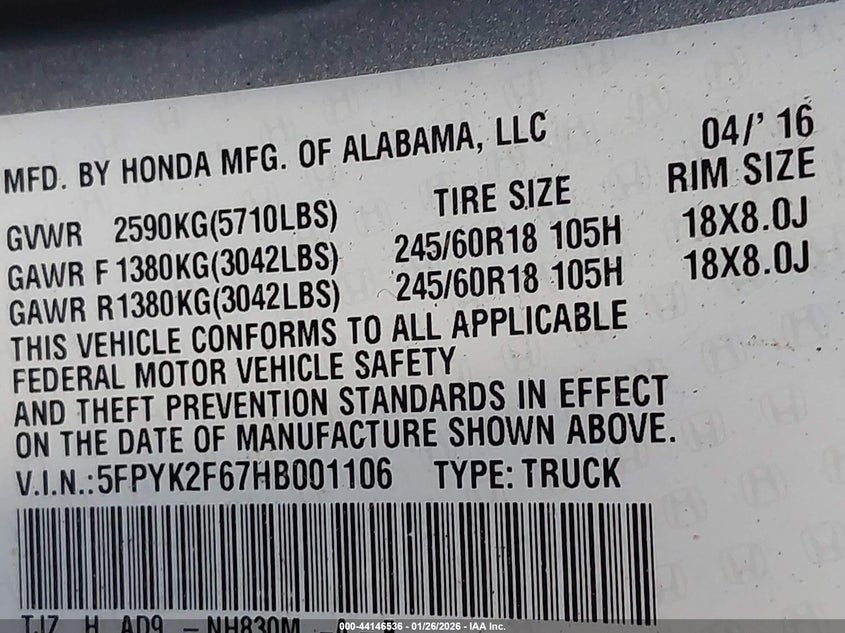 MFD. BY HONDA MFG. OF ALABAMA, LLC 04/' 16
GVWR 2590KG(5710LBS) TIRE SIZE RIM SIZE
GAWR F 1380KG(3042LBS) 245/60R18 105H 18X8.0J
GAWR R1380KG(3042LBS) 245/60R18 105H 18X8.0J
THIS VEHICLE CONFORMS TO ALL APPLICABLE
FEDERAL MOTOR VEHICLE SAFETY
AND THEFT PREVENTION STANDARDS IN EFFECT
ON THE DATE OF MANUFACTURE SHOWN ABOVE.
V.I.N.:5FPYK2F67HB001106 TYPE: TRUCK
TJZ H AD9 – NH830M
000-44146536 - 01/26/2026 - IAA Inc.